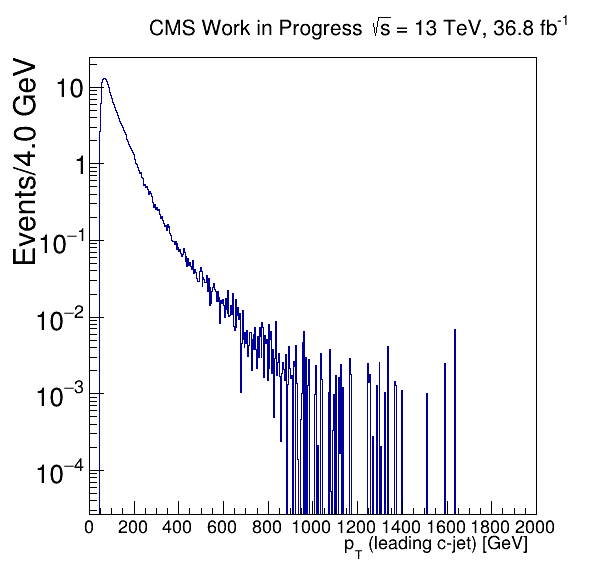 CMS Work in Progress √s = 13 TeV, 36.8 fb⁻¹
Events/4.0 GeV
10
1
10⁻¹
10⁻²
10⁻³
10⁻⁴
0 200 400 600 800 1000 1200 1400 1600 1800 2000
p_T (leading c-jet) [GeV]